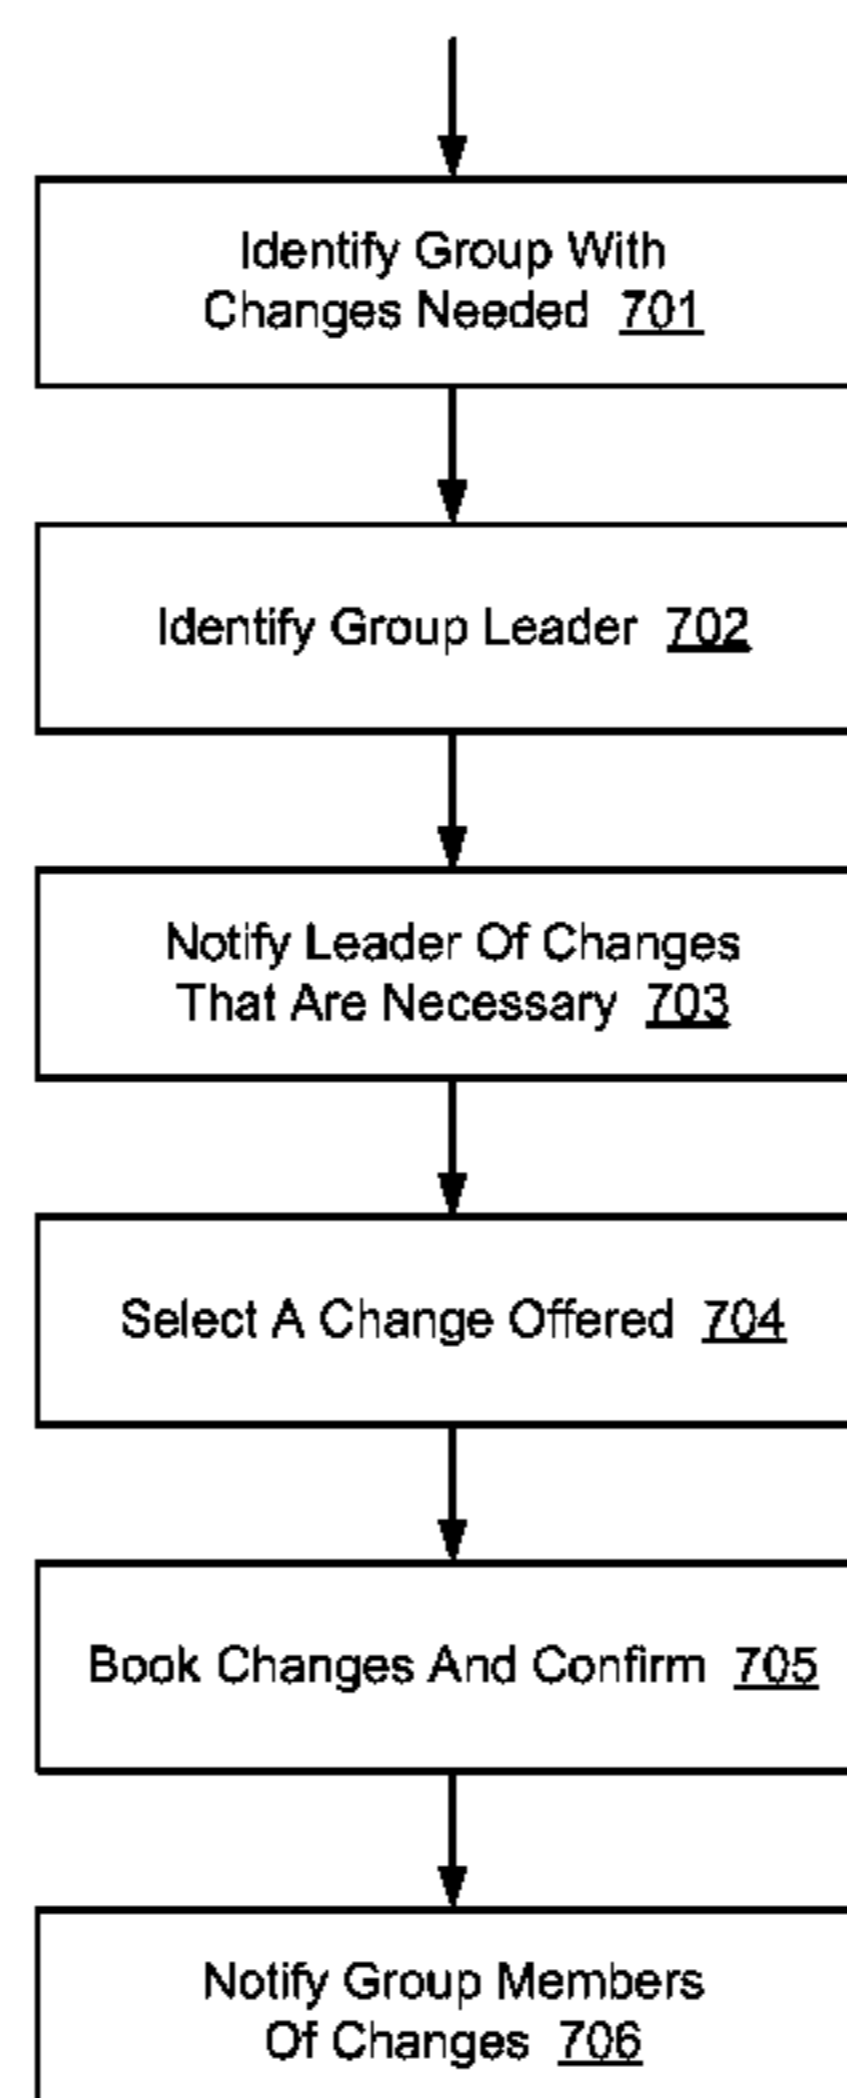 Identify Group With
Changes Needed 701
Identify Group Leader 702
Notify Leader Of Changes
That Are Necessary 703
Select A Change Offered 704
Book Changes And Confirm 705
Notify Group Members
Of Changes 706